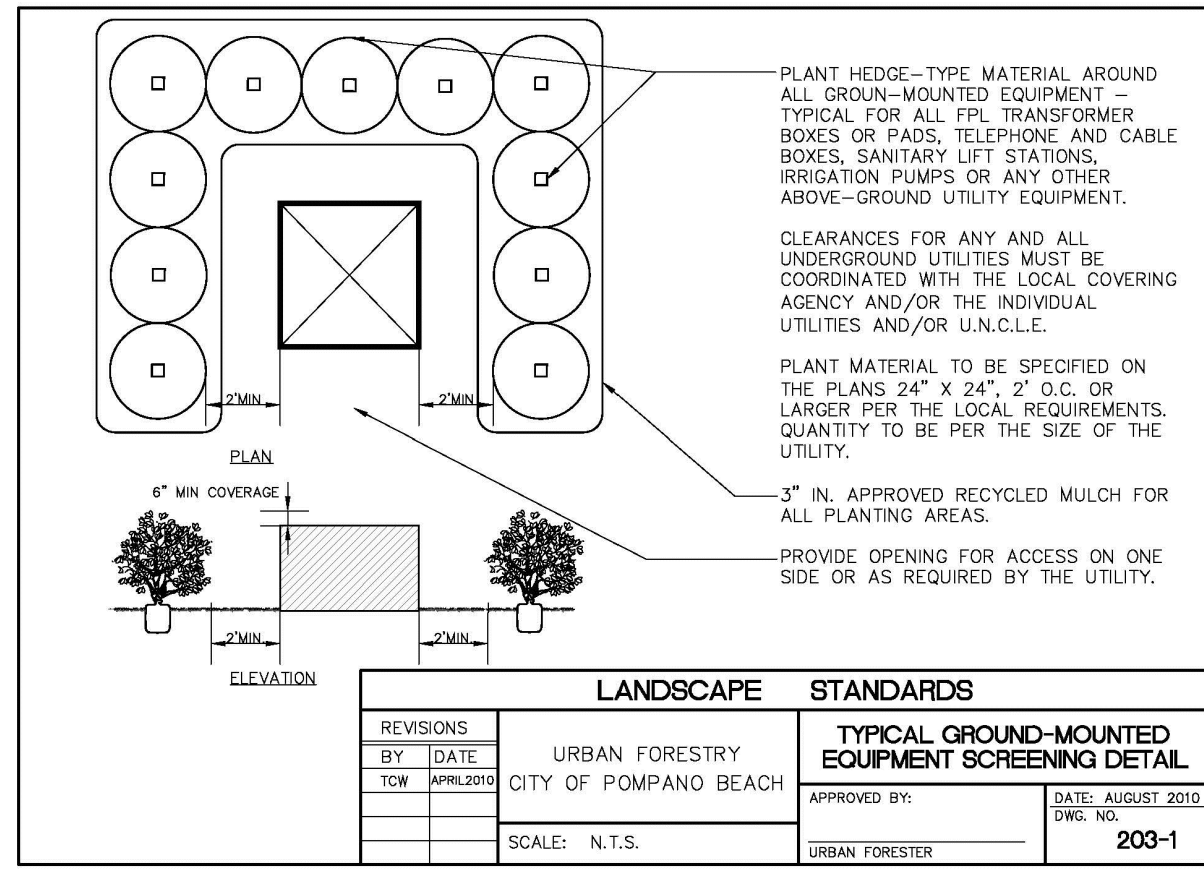 PLANT HEDGE–TYPE MATERIAL AROUND
ALL GROUN–MOUNTED EQUIPMENT –
TYPICAL FOR ALL FPL TRANSFORMER
BOXES OR PADS, TELEPHONE AND CABLE
BOXES, SANITARY LIFT STATIONS,
IRRIGATION PUMPS OR ANY OTHER
ABOVE–GROUND UTILITY EQUIPMENT.
CLEARANCES FOR ANY AND ALL
UNDERGROUND UTILITIES MUST BE
COORDINATED WITH THE LOCAL COVERING
AGENCY AND/OR THE INDIVIDUAL
UTILITIES AND/OR U.N.C.L.E.
PLANT MATERIAL TO BE SPECIFIED ON
THE PLANS 24" X 24", 2' O.C. OR
LARGER PER THE LOCAL REQUIREMENTS.
QUANTITY TO BE PER THE SIZE OF THE
UTILITY.
3" IN. APPROVED RECYCLED MULCH FOR
ALL PLANTING AREAS.
PROVIDE OPENING FOR ACCESS ON ONE
SIDE OR AS REQUIRED BY THE UTILITY.
2'MIN.
2'MIN.
PLAN
6" MIN COVERAGE
2'MIN.
2'MIN.
ELEVATION
LANDSCAPE STANDARDS
REVISIONS
BY DATE
TCW APRIL2010
URBAN FORESTRY
CITY OF POMPANO BEACH
SCALE: N.T.S.
TYPICAL GROUND-MOUNTED
EQUIPMENT SCREENING DETAIL
APPROVED BY:
URBAN FORESTER
DATE: AUGUST 2010
DWG. NO.
203-1